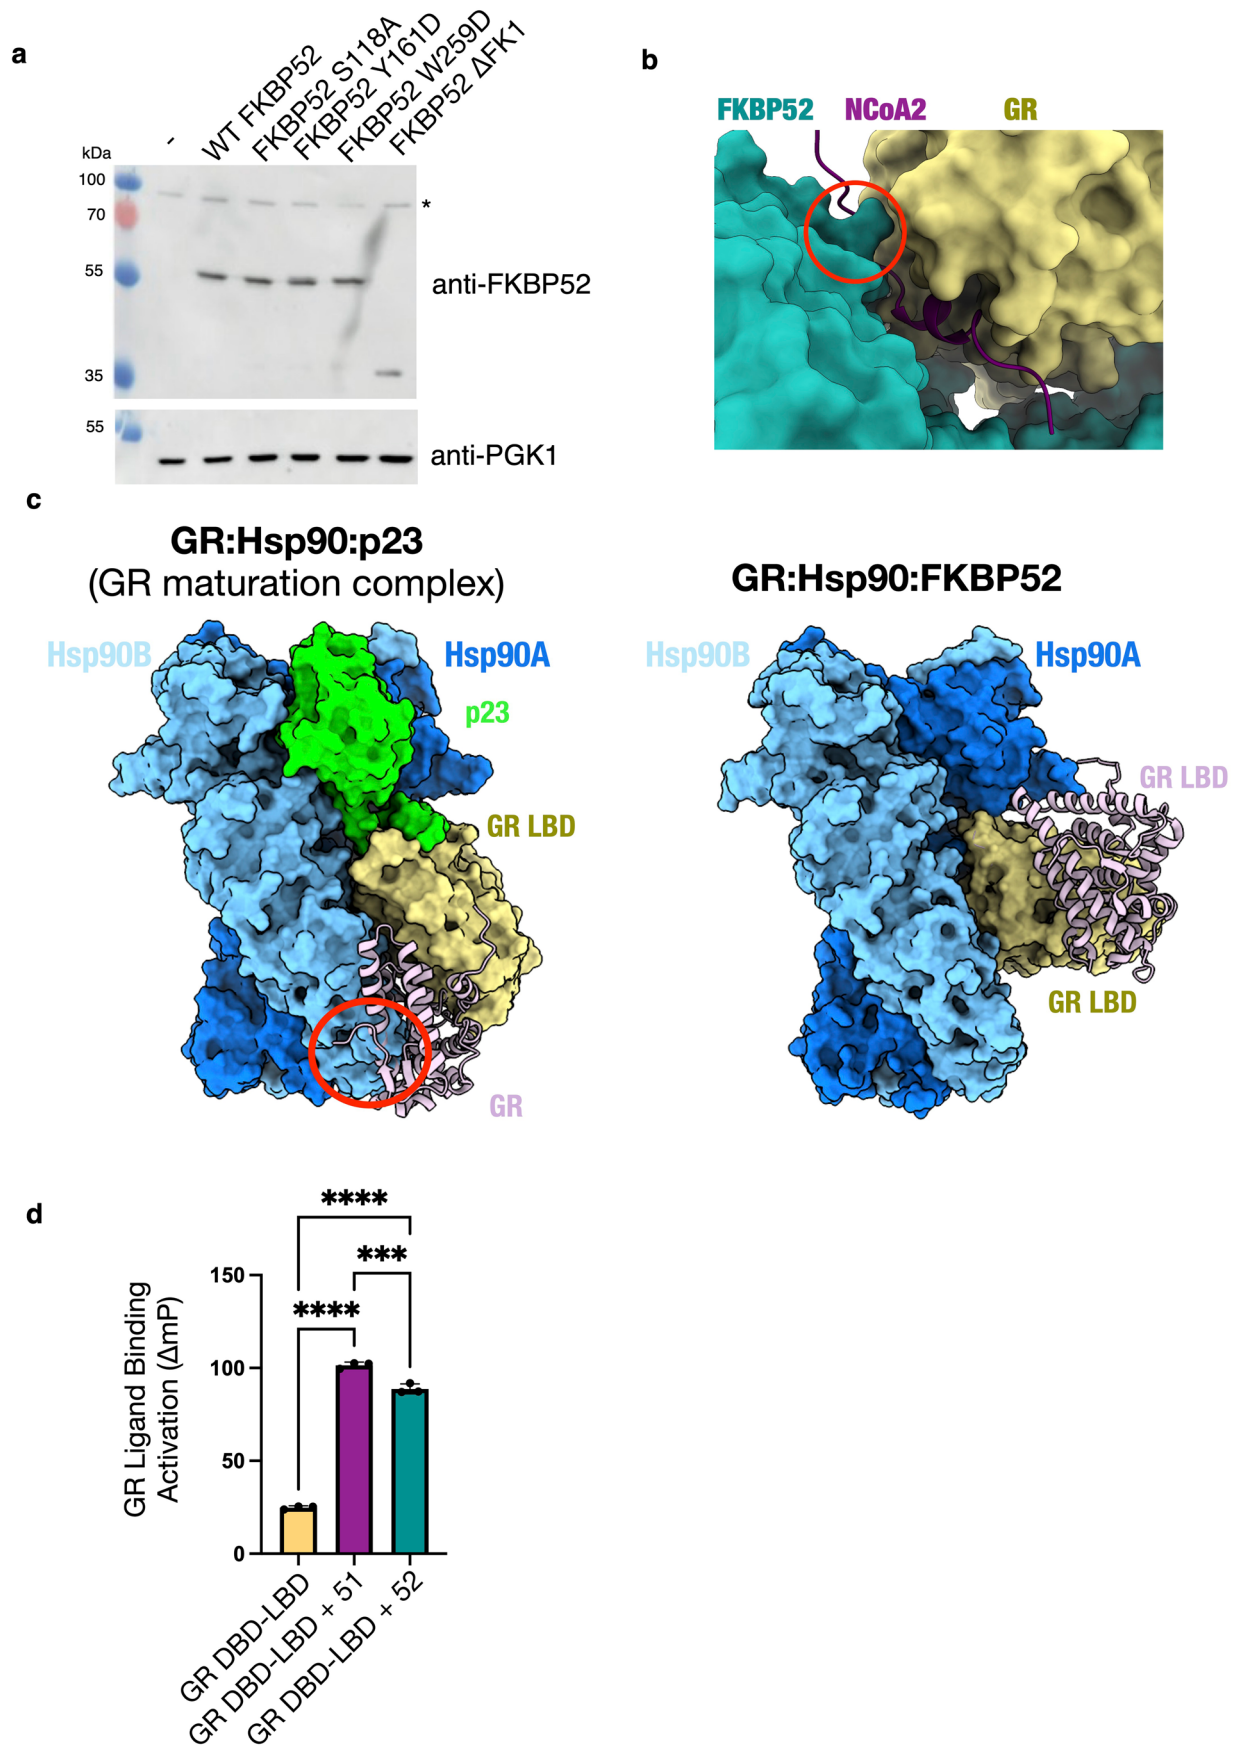 a
-
WT FKBP52
FKBP52 S118A
FKBP52 Y161D
FKBP52 W259D
FKBP52 ΔFK1
kDa
100
70
*
55
anti-FKBP52
35
55
anti-PGK1
b
FKBP52 NCoA2 GR
c
GR:Hsp90:p23
(GR maturation complex)
Hsp90B
Hsp90A
p23
GR LBD
GR
GR:Hsp90:FKBP52
Hsp90B
Hsp90A
GR LBD
GR LBD
d
****
***
****
GR Ligand Binding
Activation (ΔmP)
150
100
50
0
GR DBD-LBD
GR DBD-LBD + 51
GR DBD-LBD + 52